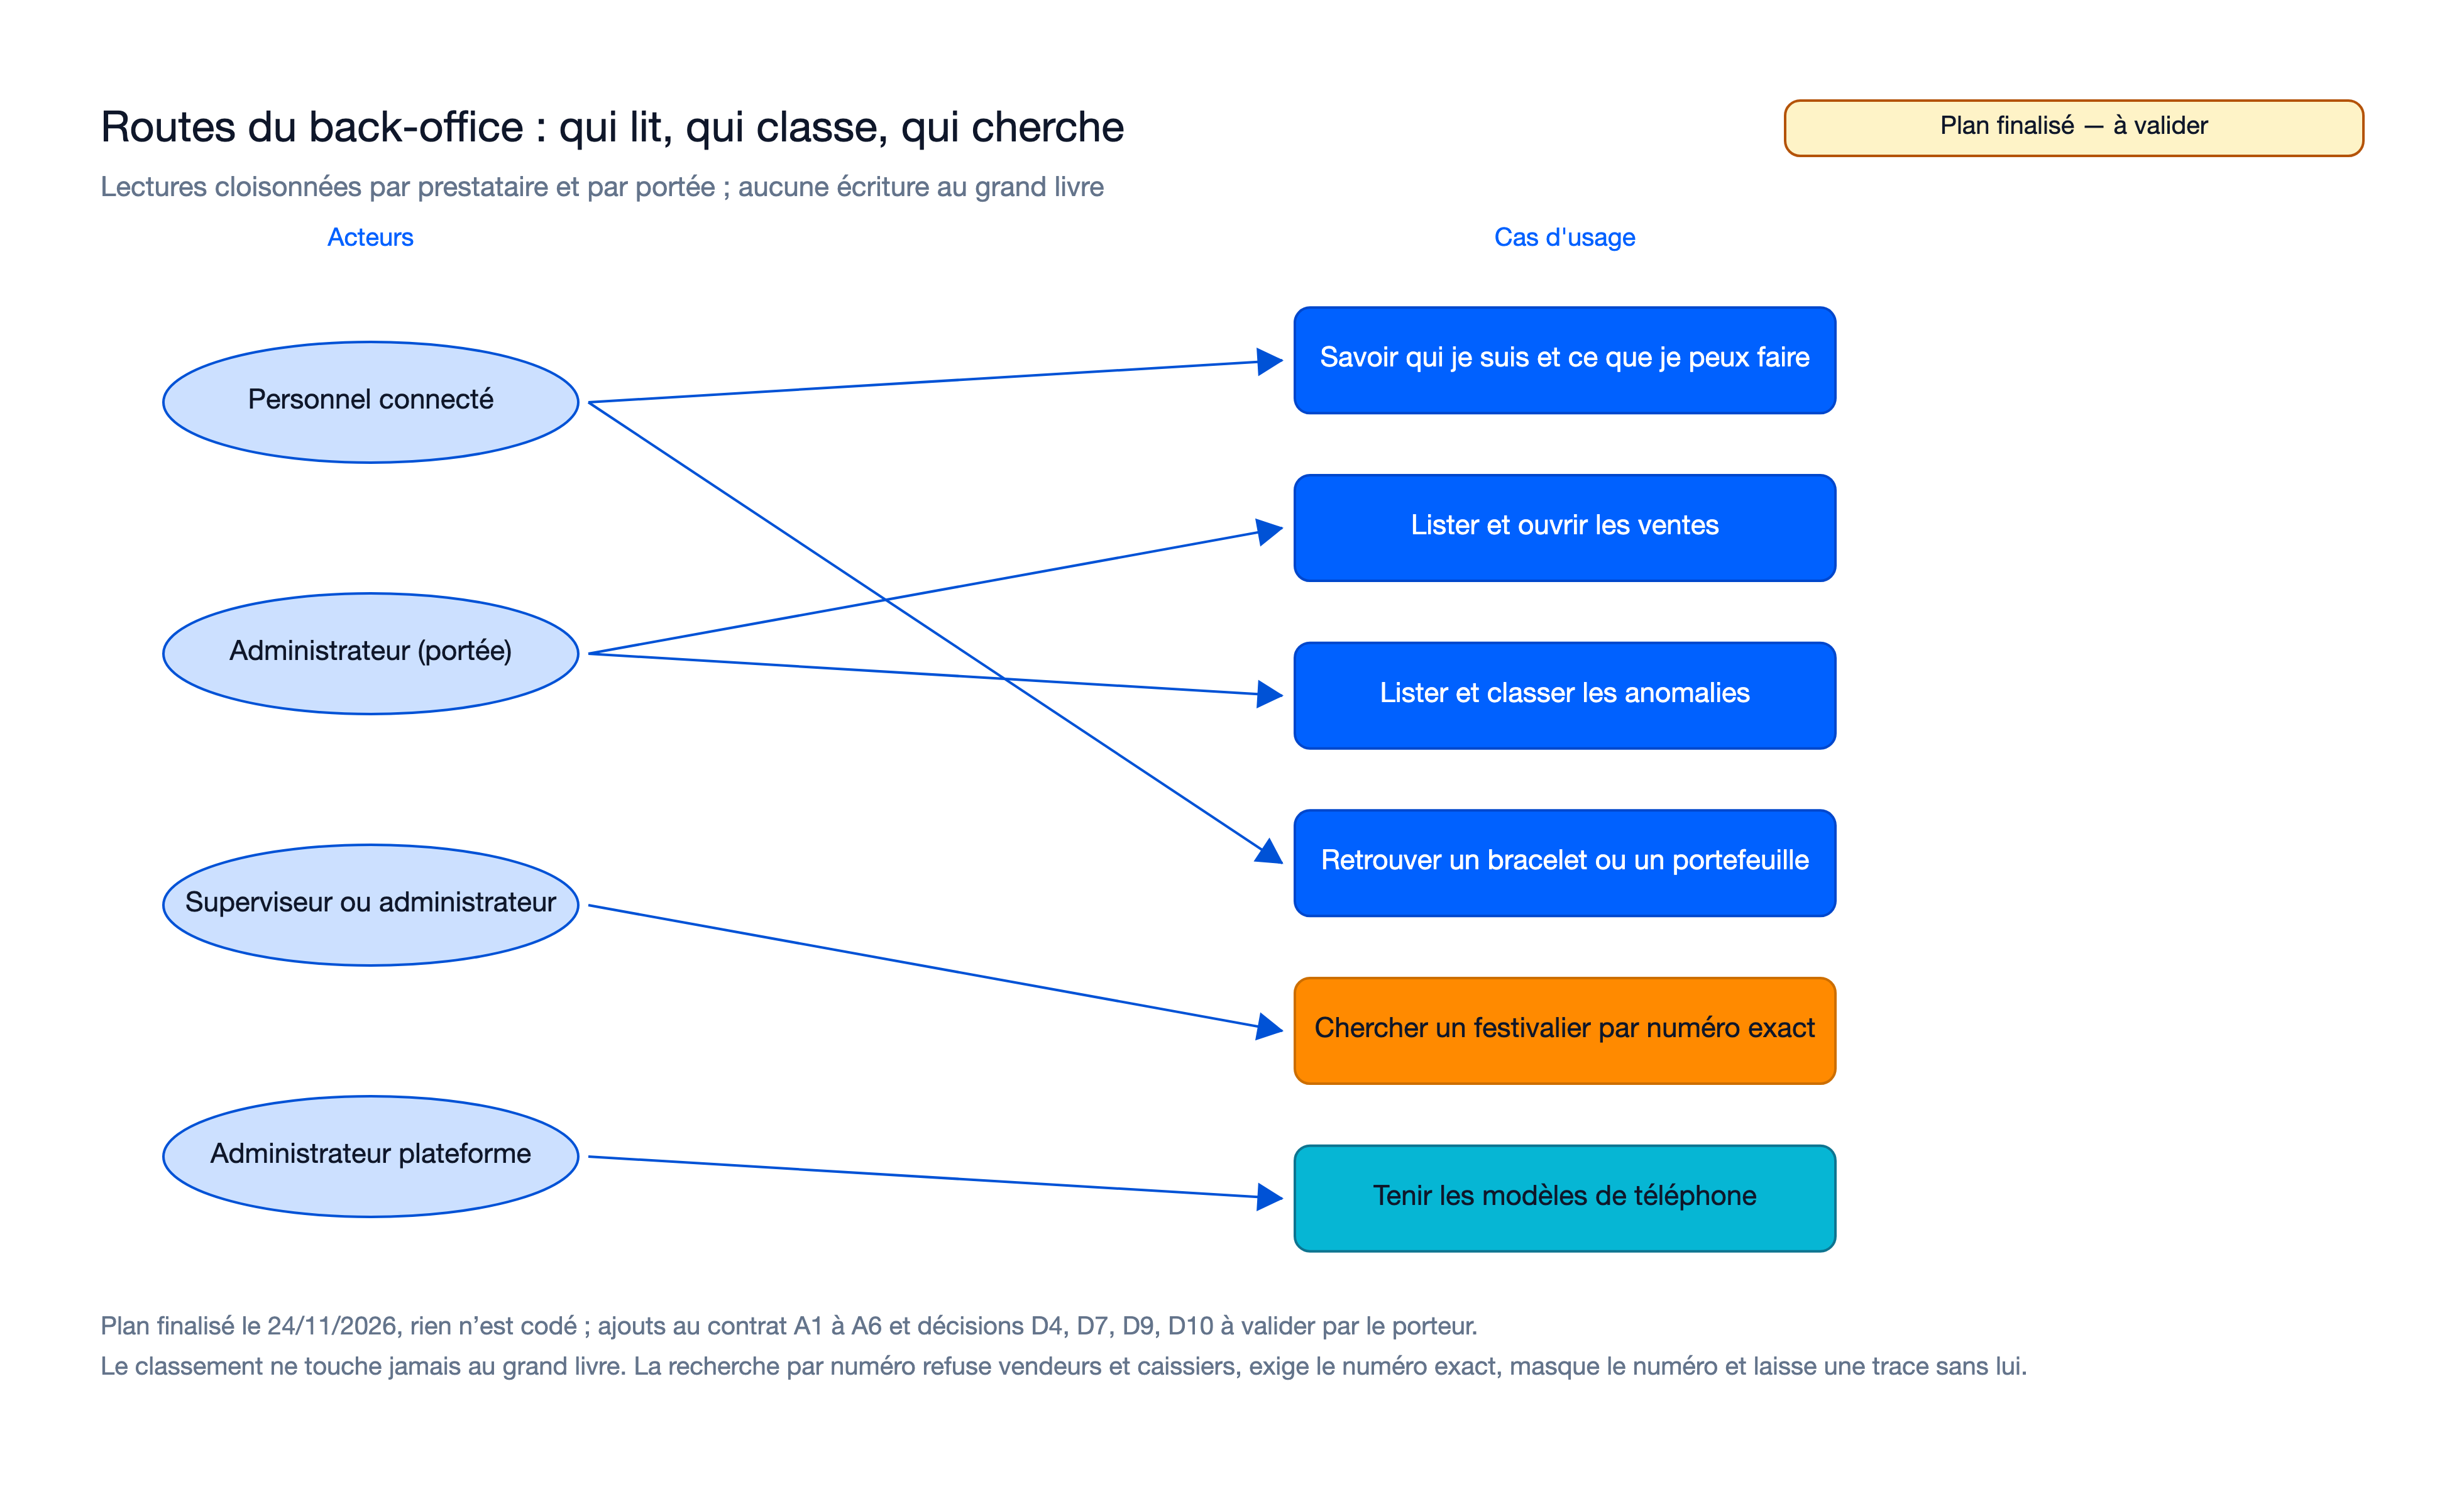 Routes du back-office : qui lit, qui classe, qui cherche
Plan finalisé — à valider
Lectures cloisonnées par prestataire et par portée ; aucune écriture au grand livre
Acteurs
Cas d'usage
Savoir qui je suis et ce que je peux faire
Personnel connecté
Lister et ouvrir les ventes
Administrateur (portée)
Lister et classer les anomalies
Retrouver un bracelet ou un portefeuille
Superviseur ou administrateur
Chercher un festivalier par numéro exact
Administrateur plateforme
Tenir les modèles de téléphone
Plan finalisé le 24/11/2026, rien n’est codé ; ajouts au contrat A1 à A6 et décisions D4, D7, D9, D10 à valider par le porteur.
Le classement ne touche jamais au grand livre. La recherche par numéro refuse vendeurs et caissiers, exige le numéro exact, masque le numéro et laisse une trace sans lui.